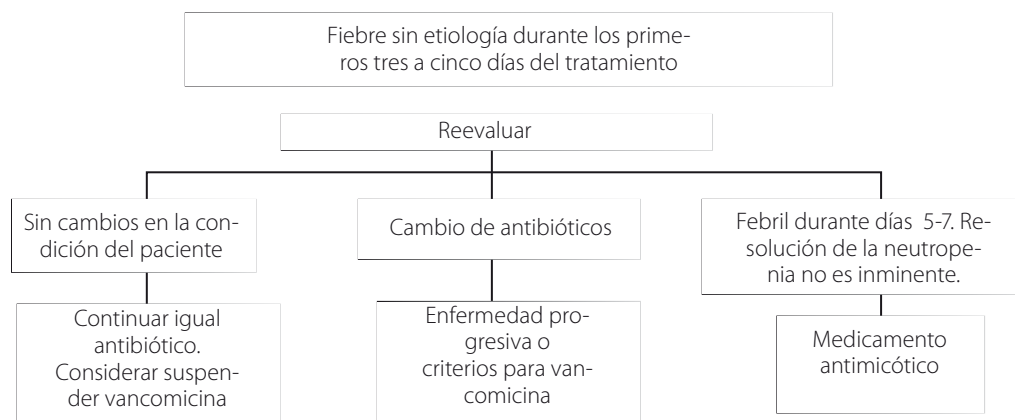 Fiebre sin etiología durante los prime-
ros tres a cinco días del tratamiento
Reevaluar
Sin cambios en la con-
dición del paciente
Cambio de antibióticos
Febril durante días 5-7. Re-
solución de la neutrope-
nia no es inminente.
Continuar igual
antibiótico.
Considerar suspen-
der vancomicina
Enfermedad pro-
gresiva o
criterios para van-
comicina
Medicamento
antimicótico